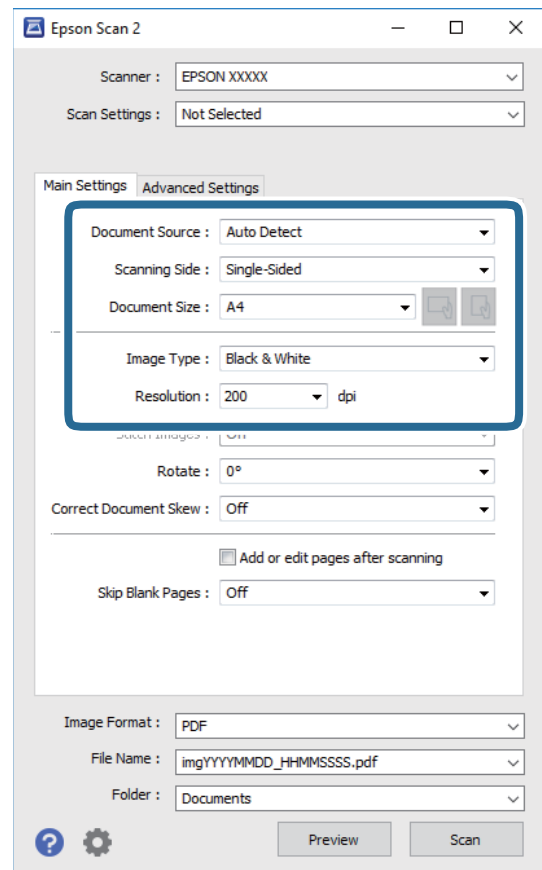 Epson Scan 2
Scanner : EPSON XXXXX
Scan Settings : Not Selected
Main Settings Advanced Settings
Document Source : Auto Detect
Scanning Side : Single-Sided
Document Size : A4
Image Type : Black & White
Resolution : 200 dpi
Stitch Images : Off
Rotate : 0°
Correct Document Skew : Off
Add or edit pages after scanning
Skip Blank Pages : Off
Image Format : PDF
File Name : imgYYYYMMDD_HHMMSSSS.pdf
Folder : Documents
? Preview Scan